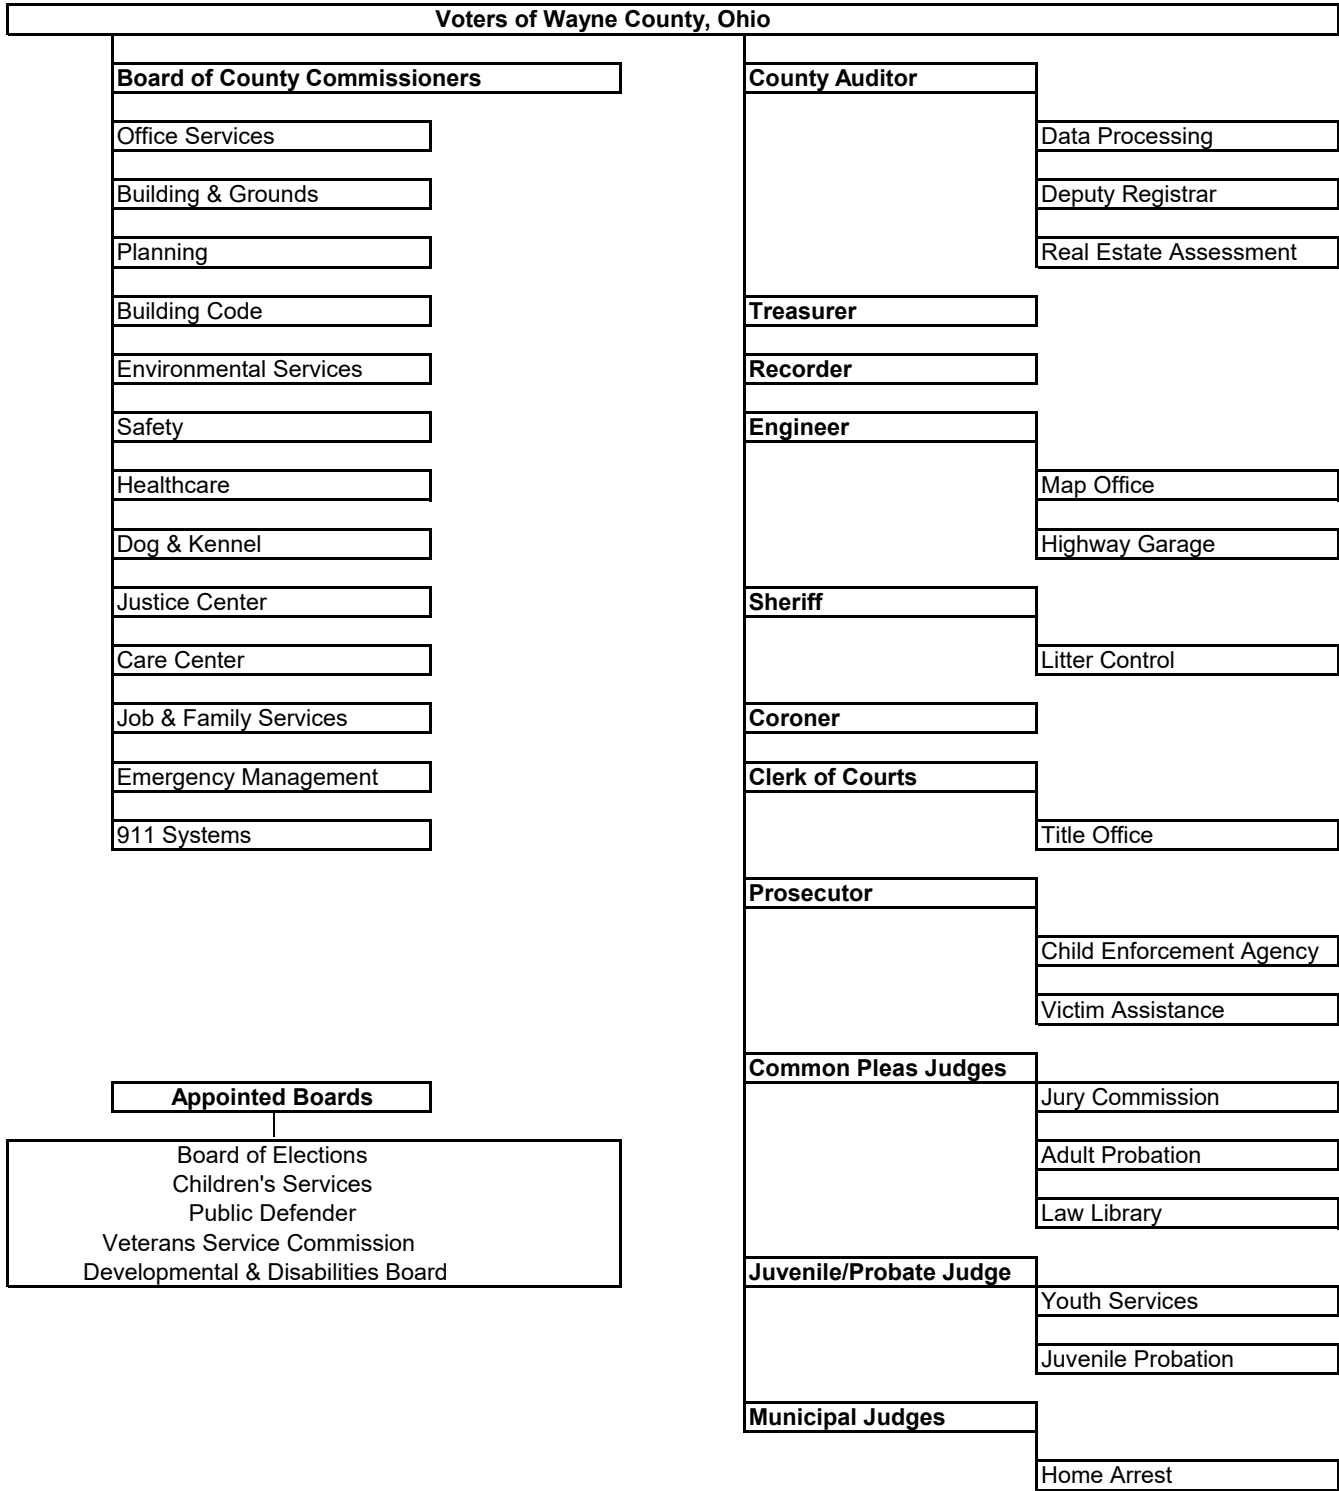 Voters of Wayne County, Ohio
Board of County Commissioners
Office Services
Building & Grounds
Planning
Building Code
Environmental Services
Safety
Healthcare
Dog & Kennel
Justice Center
Care Center
Job & Family Services
Emergency Management
911 Systems
Appointed Boards
Board of Elections
Children's Services
Public Defender
Veterans Service Commission
Developmental & Disabilities Board
County Auditor
Data Processing
Deputy Registrar
Real Estate Assessment
Treasurer
Recorder
Engineer
Map Office
Highway Garage
Sheriff
Litter Control
Coroner
Clerk of Courts
Title Office
Prosecutor
Child Enforcement Agency
Victim Assistance
Common Pleas Judges
Jury Commission
Adult Probation
Law Library
Juvenile/Probate Judge
Youth Services
Juvenile Probation
Municipal Judges
Home Arrest